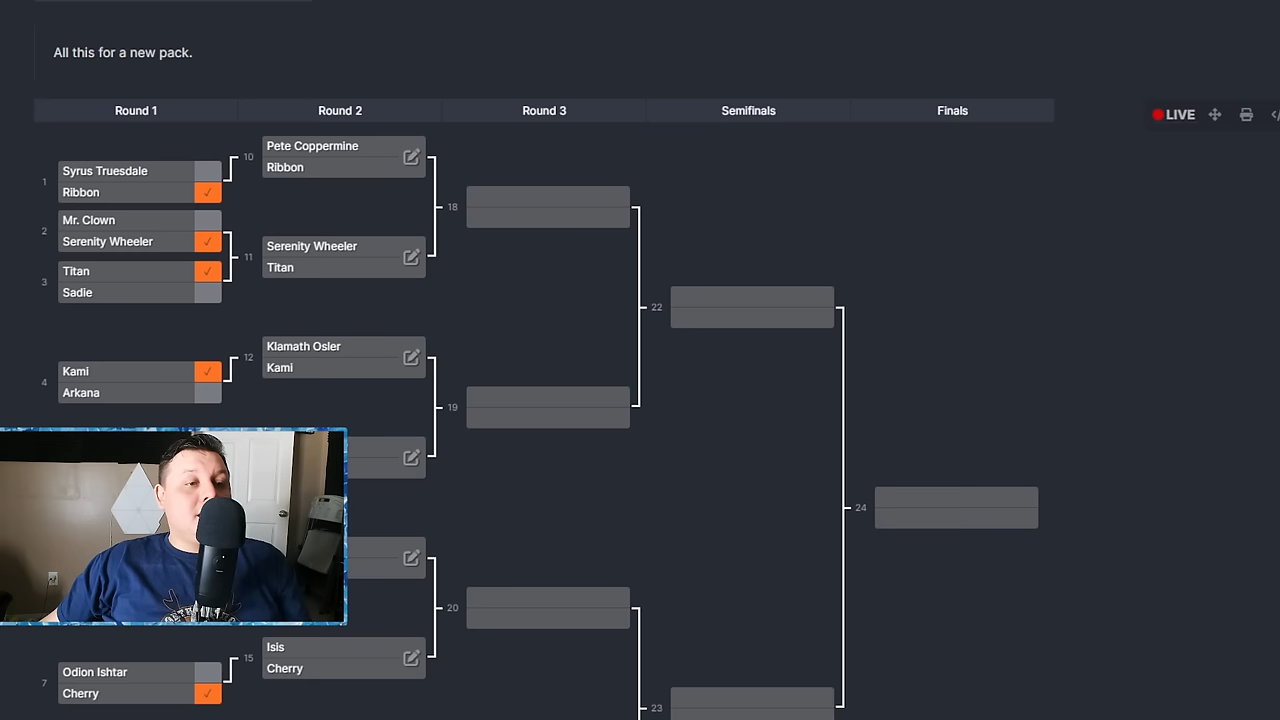 All this for a new pack.
Round 1
Round 2
Round 3
Semifinals
Finals
LIVE
1
Syrus Truesdale
Ribbon
2
Mr. Clown
Serenity Wheeler
3
Titan
Sadie
4
Kami
Arkana
7
Odion Ishtar
Cherry
10
Pete Coppermine
Ribbon
11
Serenity Wheeler
Titan
12
Klamath Osler
Kami
15
Isis
Cherry
18
19
20
22
23
24